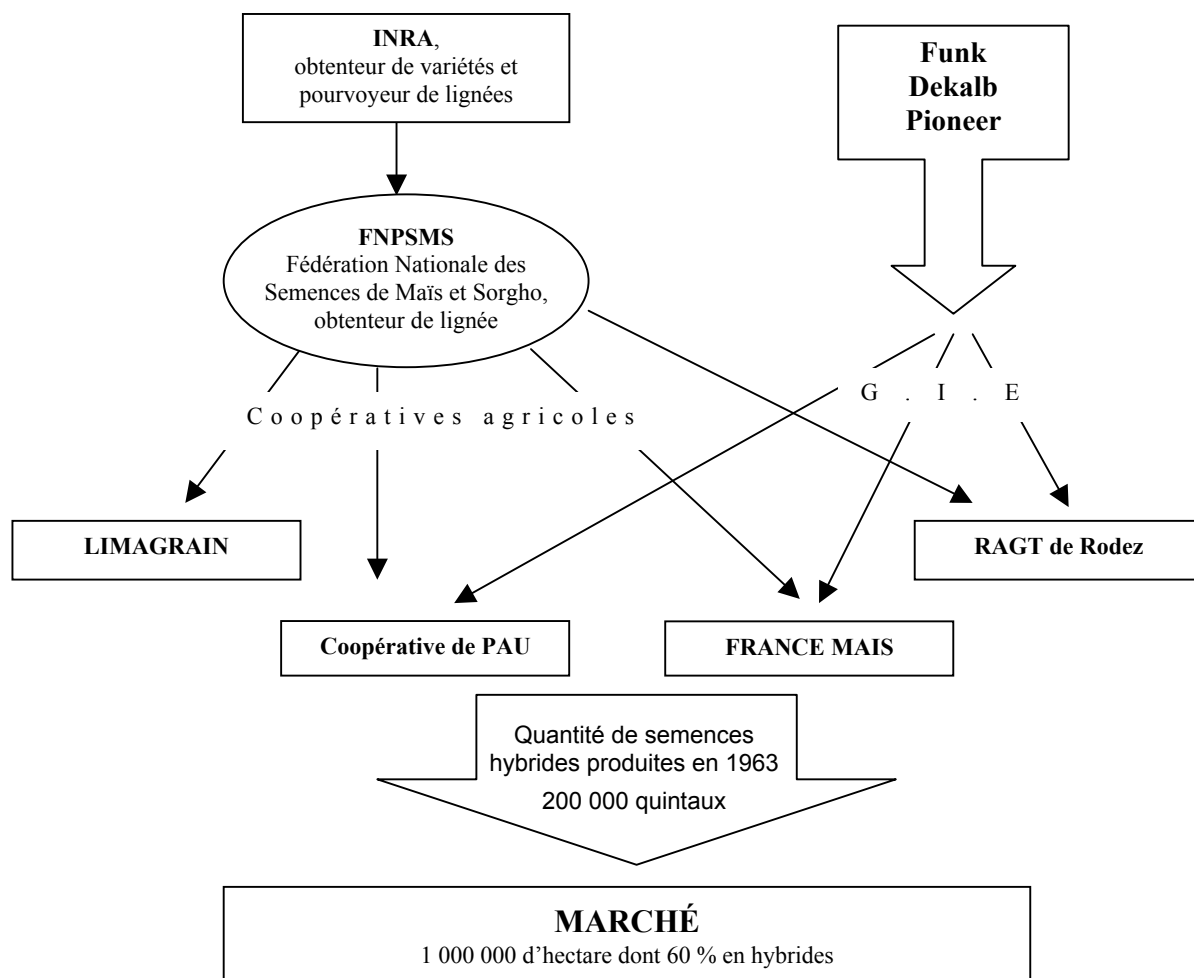 INRA,
obtenteur de variétés et
pourvoyeur de lignées
Funk
Dekalb
Pioneer
FNPSMS
Fédération Nationale des
Semences de Maïs et Sorgho,
obtenteur de lignée
G . I . E
Coopératives agricoles
LIMAGRAIN
RAGT de Rodez
Coopérative de PAU
FRANCE MAIS
Quantité de semences
hybrides produites en 1963
200 000 quintaux
MARCHÉ
1 000 000 d’hectare dont 60 % en hybrides